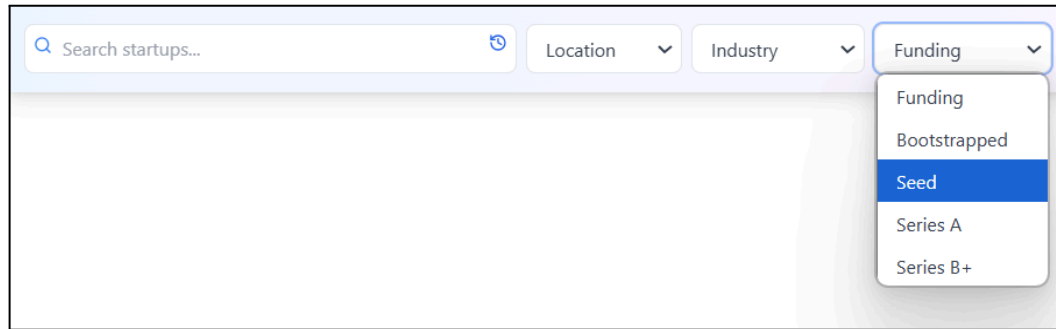 Search startups...
Location
Industry
Funding
Funding
Bootstrapped
Seed
Series A
Series B+